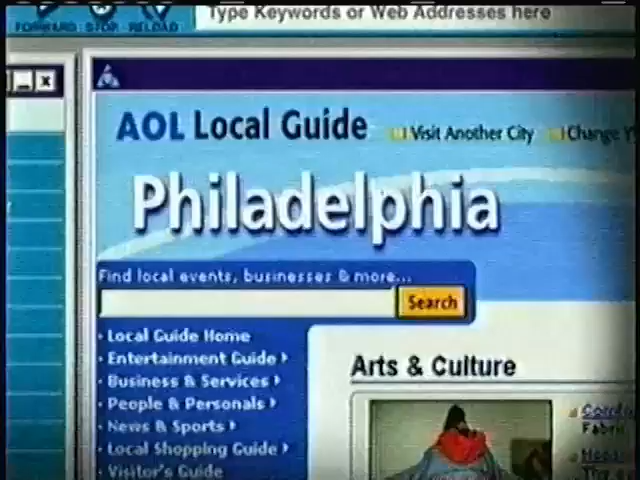 FORWARD STOP RELOAD
Type Keywords or Web Addresses here
AOL Local Guide
Visit Another City
Change
Philadelphia
Find local events, businesses & more...
Search
Local Guide Home
Entertainment Guide
Business & Services
People & Personals
News & Sports
Local Shopping Guide
Visitor's Guide
Arts & Culture